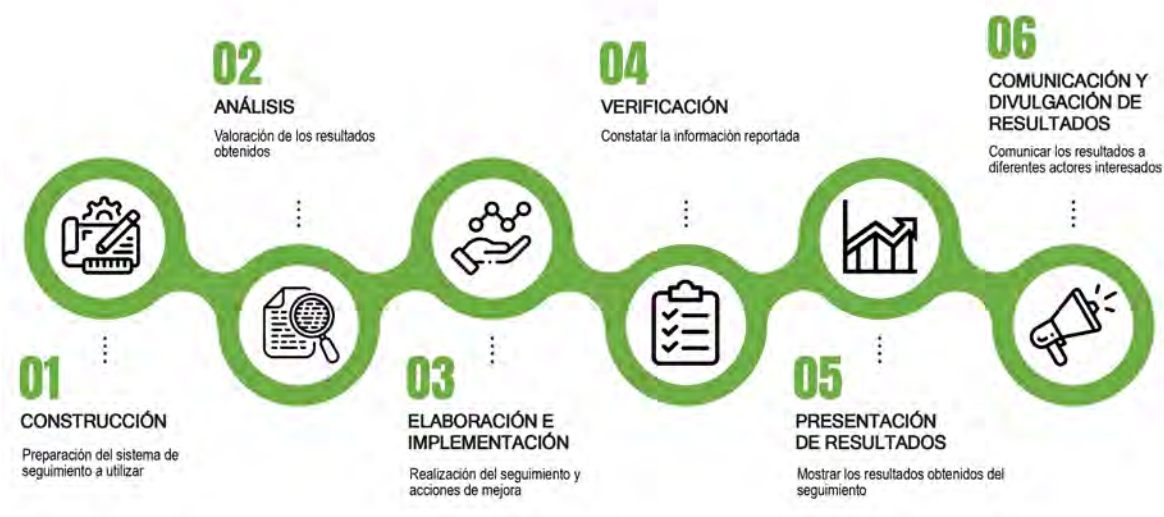 01
CONSTRUCCIÓN
Preparación del sistema de
seguimiento a utilizar
02
ANÁLISIS
Valoración de los resultados
obtenidos
03
ELABORACIÓN E
IMPLEMENTACIÓN
Realización del seguimiento y
acciones de mejora
04
VERIFICACIÓN
Constatar la información reportada
05
PRESENTACIÓN
DE RESULTADOS
Mostrar los resultados obtenidos del
seguimiento
06
COMUNICACIÓN Y
DIVULGACIÓN DE
RESULTADOS
Comunicar los resultados a
diferentes actores interesados